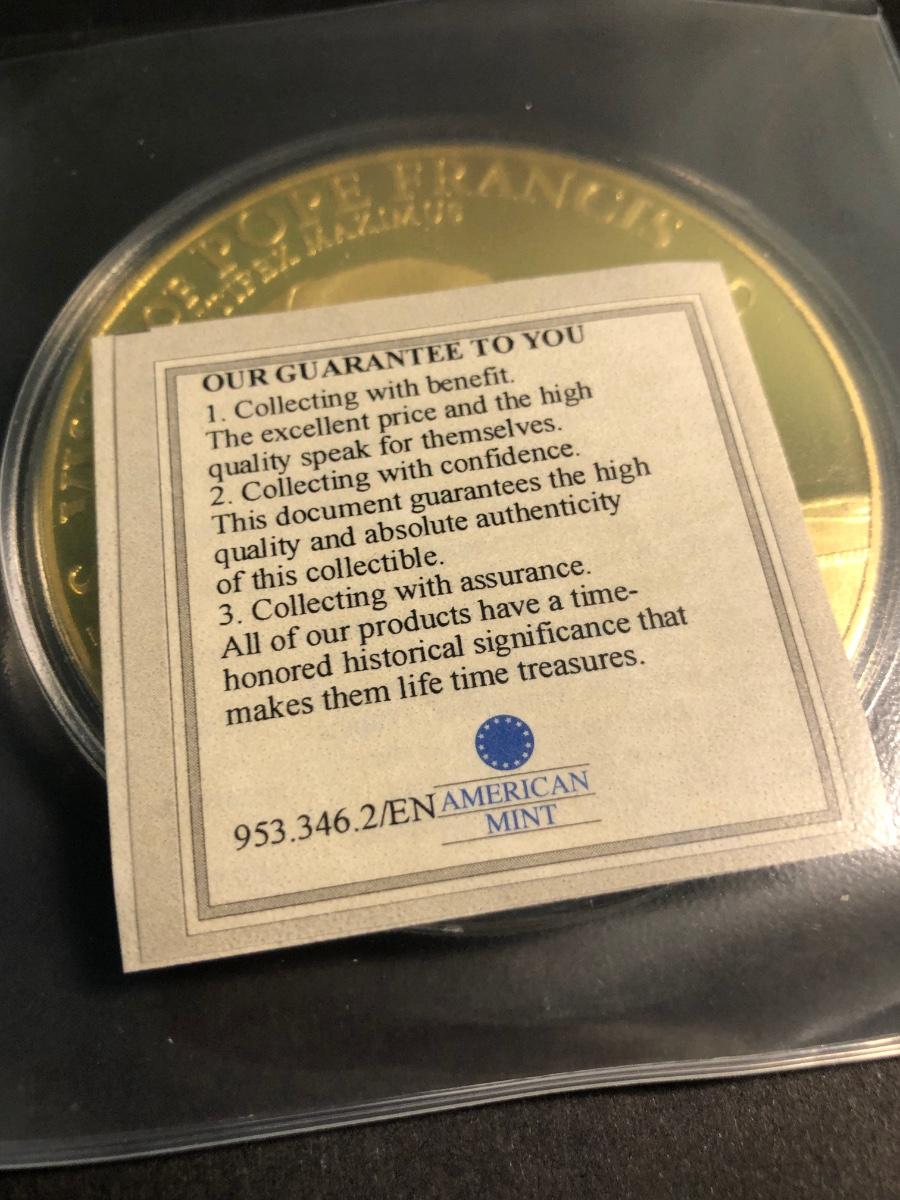 OF POPE FRANCIS
MAXIMUS
OUR GUARANTEE TO YOU
1. Collecting with benefit.
The excellent price and the high
quality speak for themselves.
2. Collecting with confidence.
This document guarantees the high
quality and absolute authenticity
of this collectible.
3. Collecting with assurance.
All of our products have a time-
honored historical significance that
makes them life time treasures.
953.346.2/EN
AMERICAN
MINT